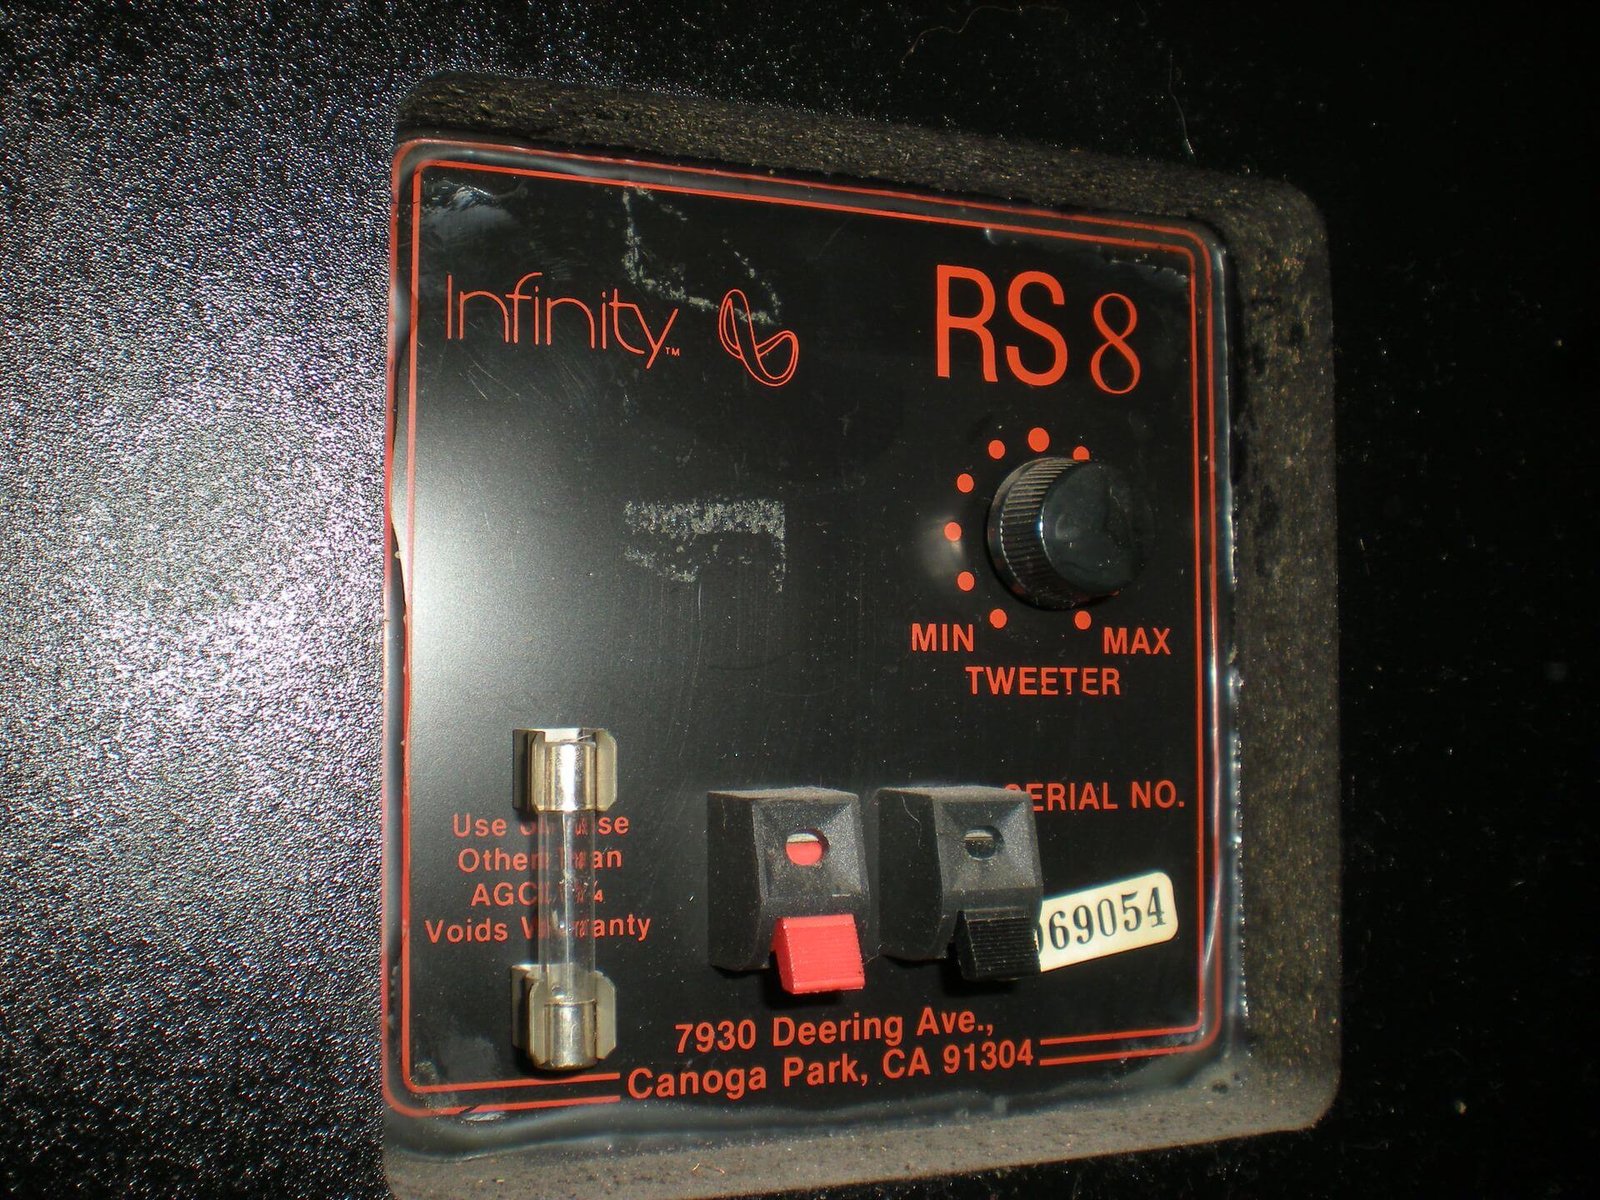 Infinity™
RS 8
MIN
MAX
TWEETER
SERIAL NO.
Use
Other
Voids
69054
7930 Deering Ave.,
Canoga Park, CA 91304